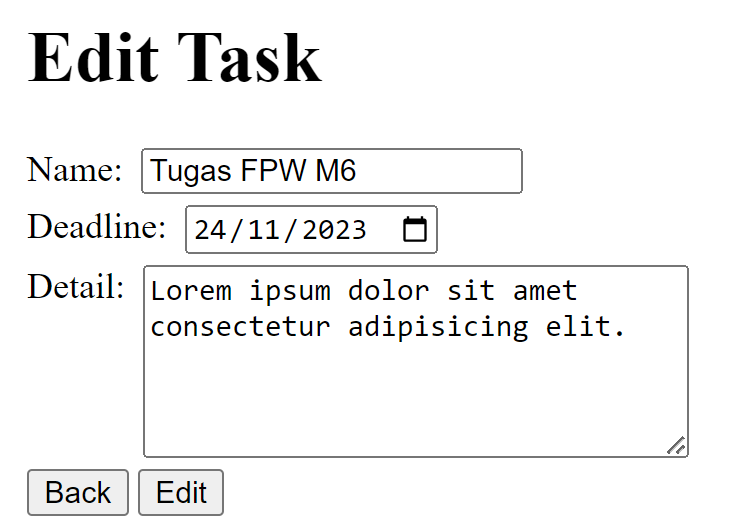 Edit Task
Name: Tugas FPW M6
Deadline: 24/11/2023
Detail: Lorem ipsum dolor sit amet
consectetur adipisicing elit.
Back Edit